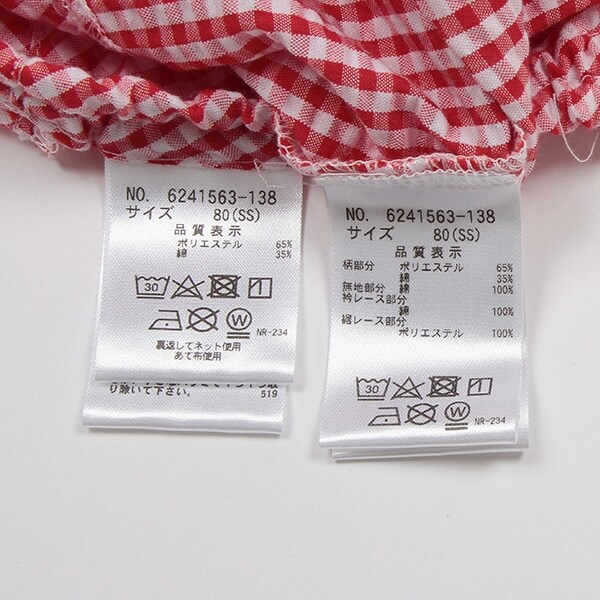 NO. 6241563-138
サイズ 80(SS)
品質表示
ポリエステル 65%
綿 35%
30
W
NR-234
裏返してネット使用
あて布使用
り除いて下さい。 519
NO. 6241563-138
サイズ 80(SS)
品質表示
柄部分 ポリエステル 65%
綿 35%
無地部分 綿 100%
衿レース部分
綿 100%
裾レース部分
ポリエステル 100%
30
W
NR-234